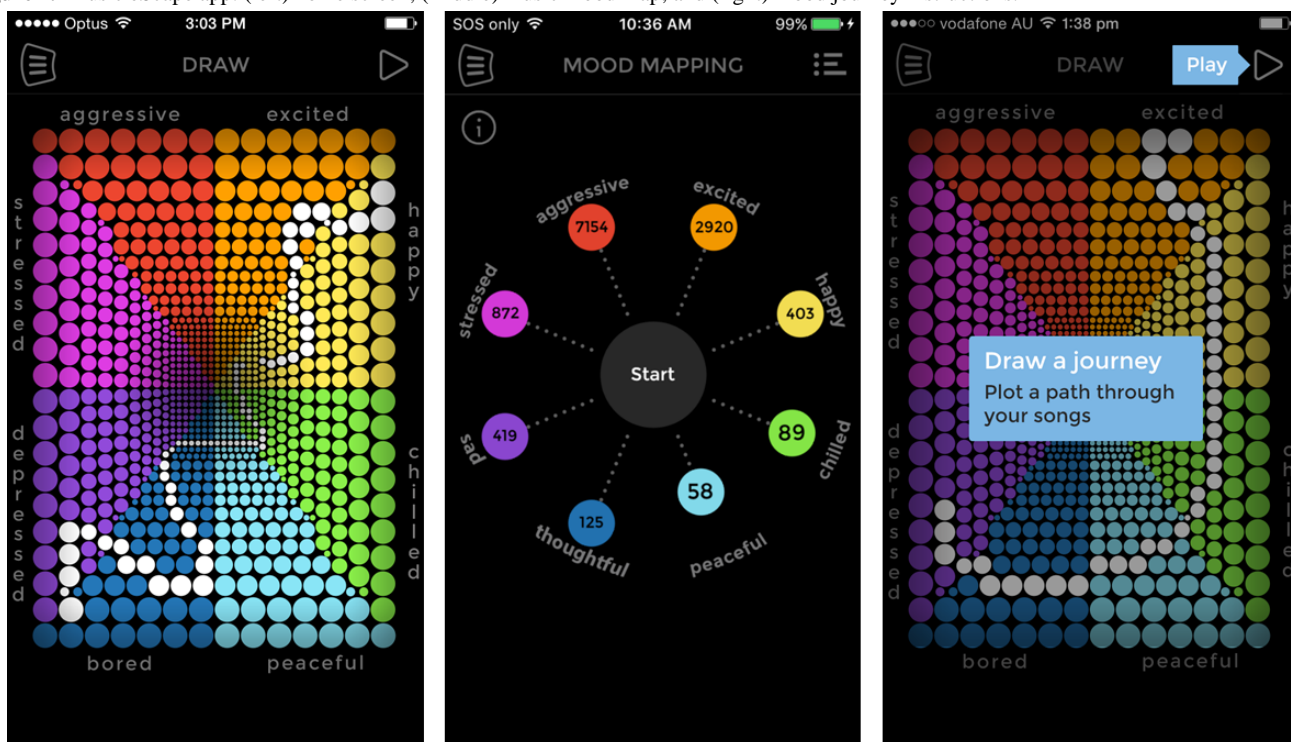 Optus 3:03 PM
DRAW
aggressive excited
stressed
happy
depressed
chilled
bored peaceful
SOS only 10:36 AM 99%
MOOD MAPPING
i
aggressive
excited
7154
2920
stressed
happy
872
403
Start
419
89
sad
chilled
58
125
thoughtful
peaceful
vodafone AU 1:38 pm
DRAW Play
aggressive excited
stressed
Draw a journey
Plot a path through
your songs
depressed
bored peaceful